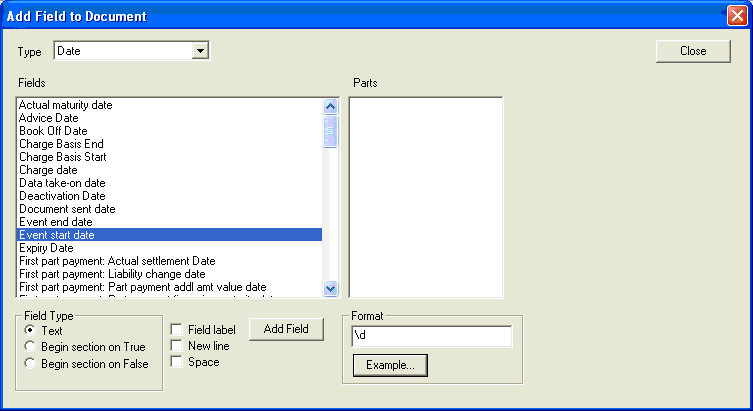 Add Field to Document
Type
Date
Close
Fields
Parts
Actual maturity date
Advice Date
Book Off Date
Charge Basis End
Charge Basis Start
Charge date
Data take-on date
Deactivation Date
Document sent date
Event end date
Event start date
Expiry Date
First part payment: Actual settlement Date
First part payment: Liability change date
First part payment: Part payment addl amt value date
Field Type
Text
Begin section on True
Begin section on False
Field label
New line
Space
Add Field
Format
\d
Example...